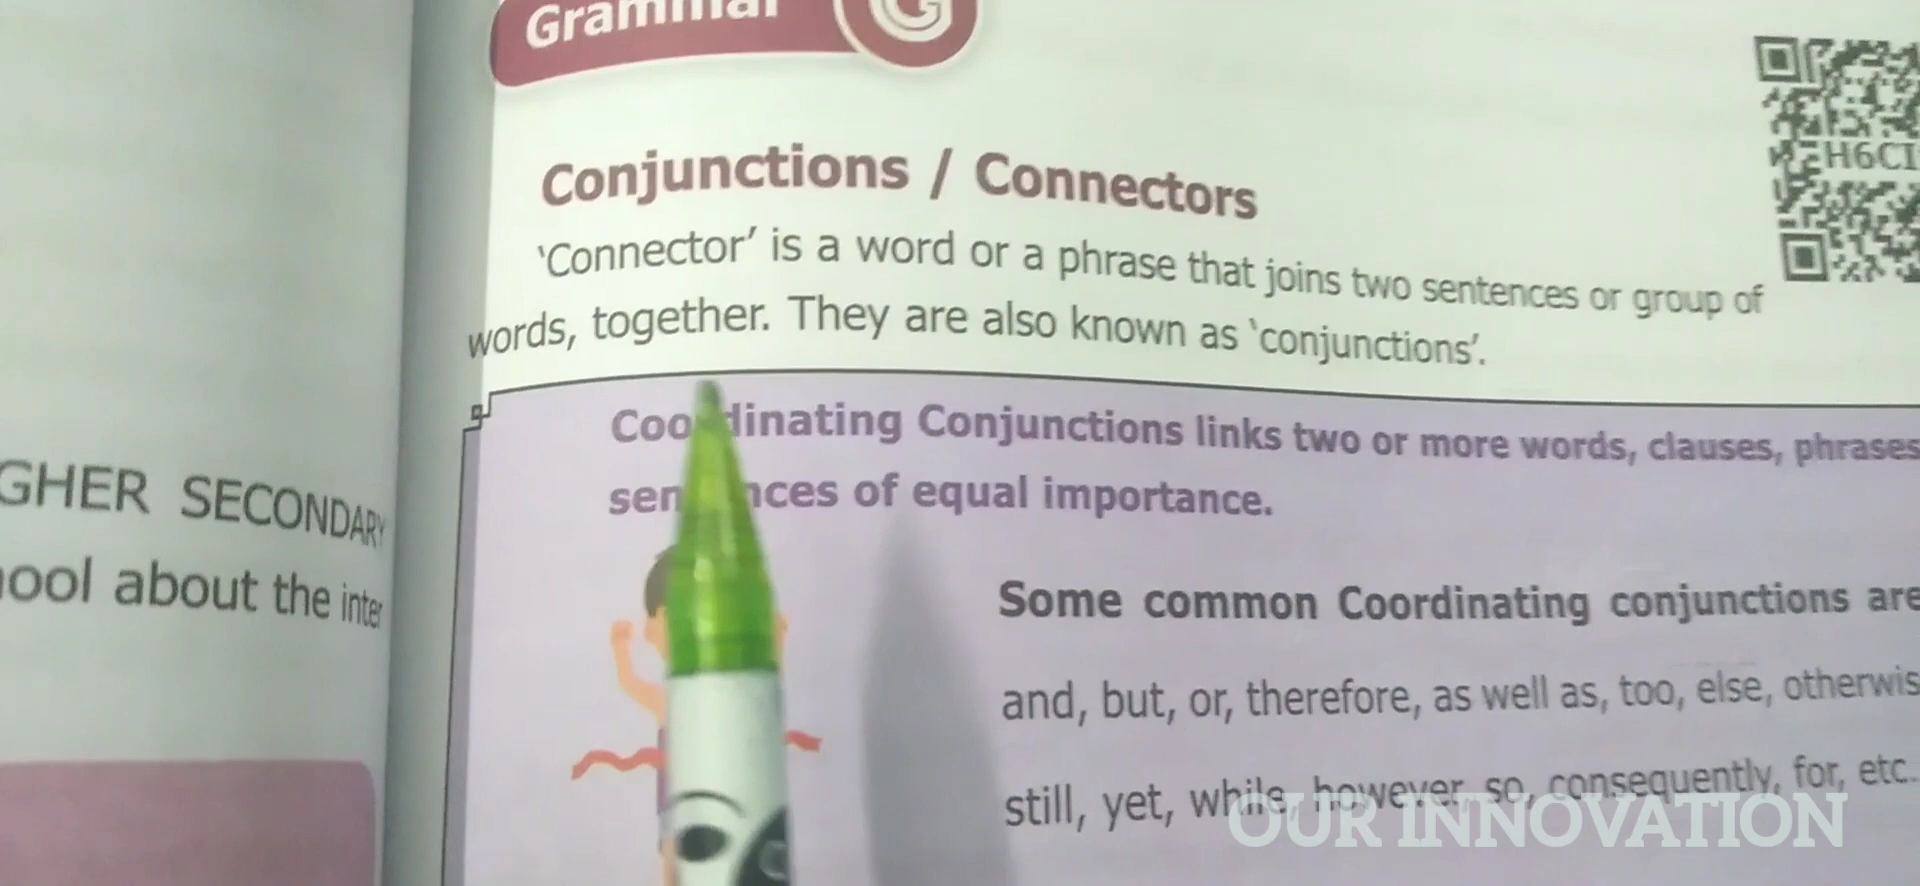 Grammar
G
H6CI
Conjunctions / Connectors
‘Connector’ is a word or a phrase that joins two sentences or group of
words, together. They are also known as ‘conjunctions’.
Conjunctions links two or more words, clauses, phrases
of equal importance.
Some common Coordinating conjunctions are
and, but, or, therefore, as well as, too, else, otherwis
still, yet, while, however, so, consequently, for, etc.
GHER SECONDARY
ool about the inter
OUR INNOVATION